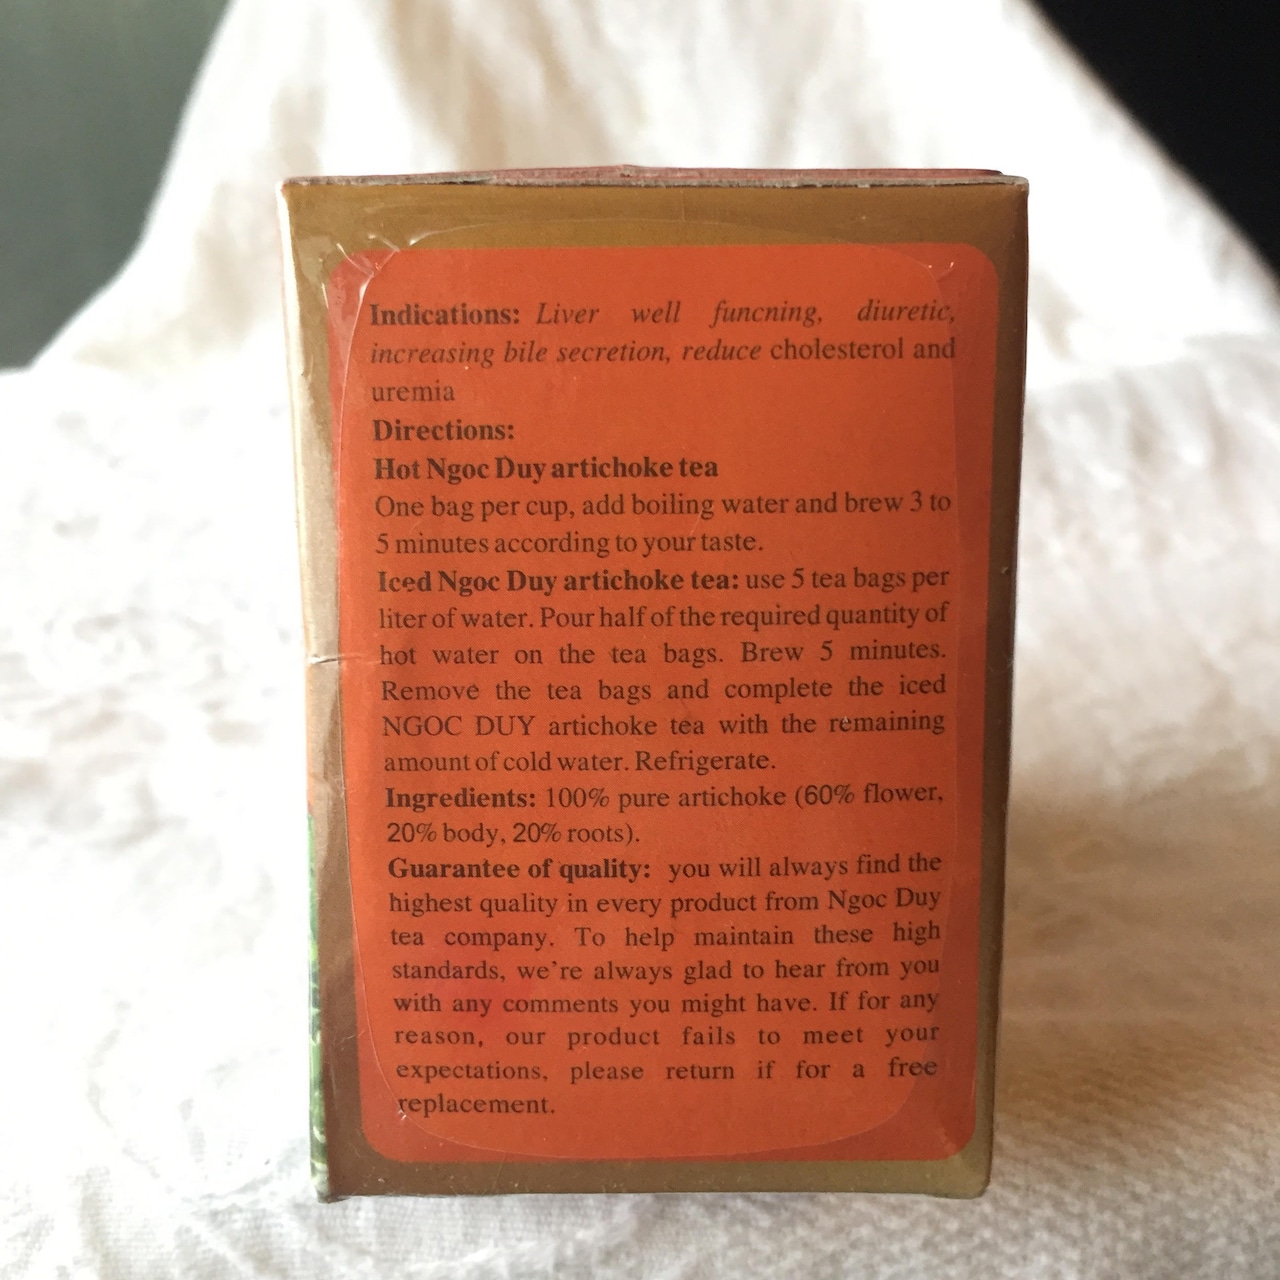 Indications: Liver well funcning, diuretic,
increasing bile secretion, reduce cholesterol and
uremia
Directions:
Hot Ngoc Duy artichoke tea
One bag per cup, add boiling water and brew 3 to
5 minutes according to your taste.
Iced Ngoc Duy artichoke tea: use 5 tea bags per
liter of water. Pour half of the required quantity of
hot water on the tea bags. Brew 5 minutes.
Remove the tea bags and complete the iced
NGOC DUY artichoke tea with the remaining
amount of cold water. Refrigerate.
Ingredients: 100% pure artichoke (60% flower,
20% body, 20% roots).
Guarantee of quality: you will always find the
highest quality in every product from Ngoc Duy
tea company. To help maintain these high
standards, we're always glad to hear from you
with any comments you might have. If for any
reason, our product fails to meet your
expectations, please return if for a free
replacement.